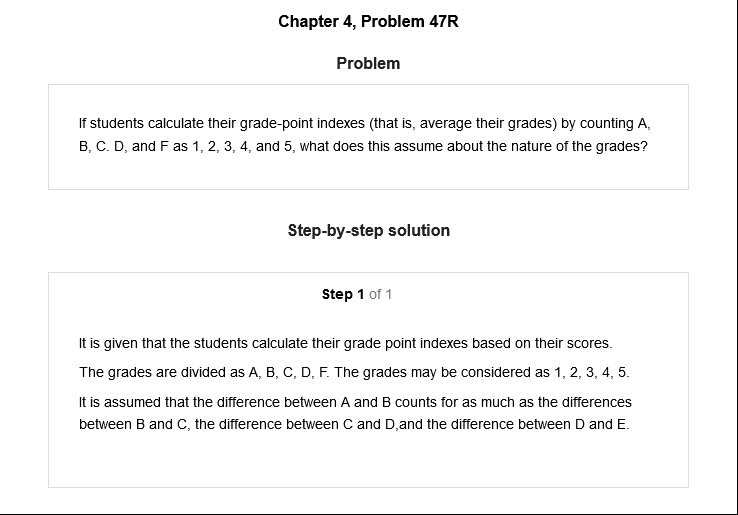 Chapter 4, Problem 47R
Problem
If students calculate their grade-point indexes (that is, average their grades) by counting A,
B, C. D, and F as 1, 2, 3, 4, and 5, what does this assume about the nature of the grades?
Step-by-step solution
Step 1 of 1
It is given that the students calculate their grade point indexes based on their scores.
The grades are divided as A, B, C, D, F. The grades may be considered as 1, 2, 3, 4, 5.
It is assumed that the difference between A and B counts for as much as the differences
between B and C, the difference between C and D,and the difference between D and E.